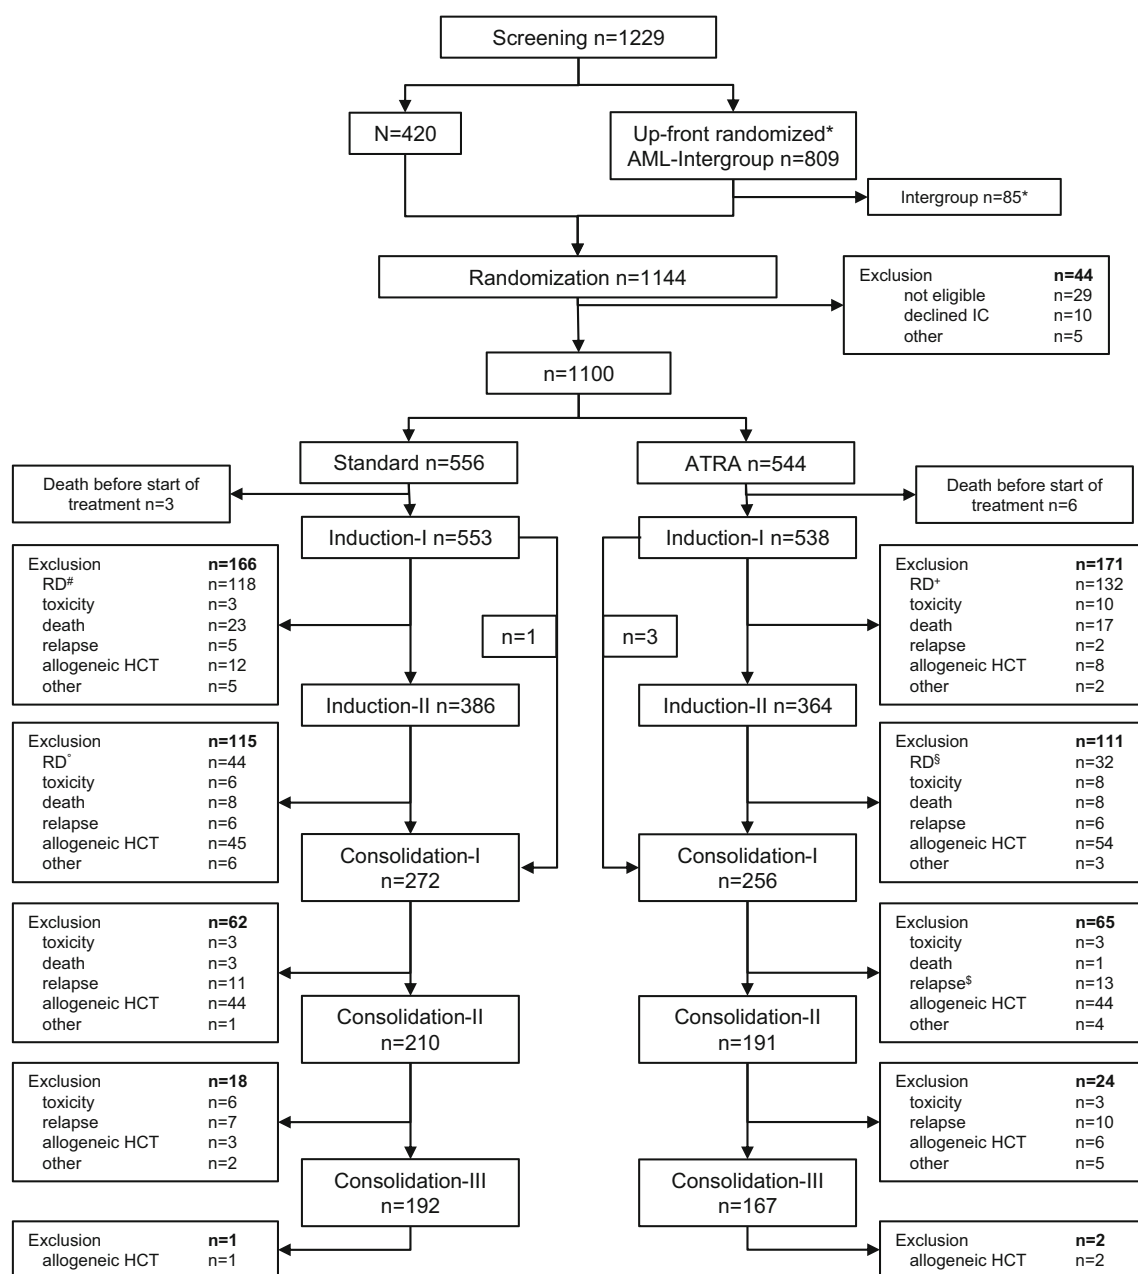 Screening n=1229
N=420
Up-front randomized*
AML-Intergroup n=809
Intergroup n=85*
Randomization n=1144
Exclusion n=44
not eligible n=29
declined IC n=10
other n=5
n=1100
Standard n=556
ATRA n=544
Death before start of
treatment n=3
Death before start of
treatment n=6
Induction-I n=553
Induction-I n=538
Exclusion n=166
RD# n=118
toxicity n=3
death n=23
relapse n=5
allogeneic HCT n=12
other n=5
n=1
n=3
Exclusion n=171
RD+ n=132
toxicity n=10
death n=17
relapse n=2
allogeneic HCT n=8
other n=2
Induction-II n=386
Induction-II n=364
Exclusion n=115
RD° n=44
toxicity n=6
death n=8
relapse n=6
allogeneic HCT n=45
other n=6
Exclusion n=111
RD§ n=32
toxicity n=8
death n=8
relapse n=6
allogeneic HCT n=54
other n=3
Consolidation-I
n=272
Consolidation-I
n=256
Exclusion n=62
toxicity n=3
death n=3
relapse n=11
allogeneic HCT n=44
other n=1
Exclusion n=65
toxicity n=3
death n=1
relapse$ n=13
allogeneic HCT n=44
other n=4
Consolidation-II
n=210
Consolidation-II
n=191
Exclusion n=18
toxicity n=6
relapse n=7
allogeneic HCT n=3
other n=2
Exclusion n=24
toxicity n=3
relapse n=10
allogeneic HCT n=6
other n=5
Consolidation-III
n=192
Consolidation-III
n=167
Exclusion n=1
allogeneic HCT n=1
Exclusion n=2
allogeneic HCT n=2